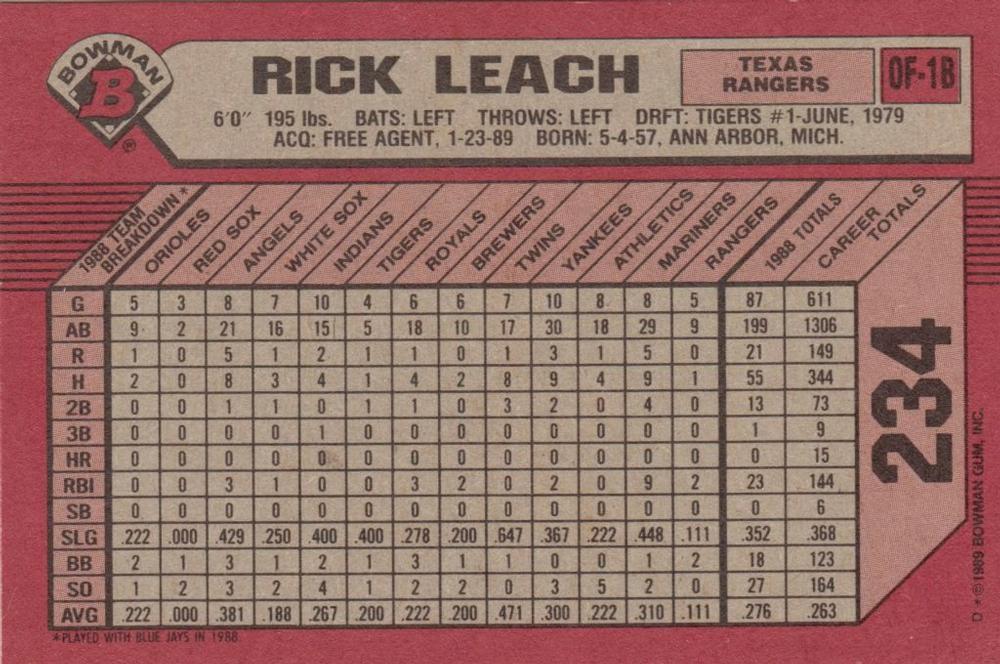 BOWMAN
B
®
RICK LEACH
TEXAS RANGERS
OF-1B
6'0" 195 lbs. BATS: LEFT THROWS: LEFT DRFT: TIGERS #1-JUNE, 1979
ACQ: FREE AGENT, 1-23-89 BORN: 5-4-57, ANN ARBOR, MICH.
1988 TEAM BREAKDOWN* ORIOLES RED SOX ANGELS WHITE SOX INDIANS TIGERS ROYALS BREWERS TWINS YANKEES ATHLETICS MARINERS RANGERS 1988 TOTALS CAREER TOTALS
G 5 3 8 7 10 4 6 6 7 10 8 8 5 87 611
AB 9 2 21 16 15 5 18 10 17 30 18 29 9 199 1306
R 1 0 5 1 2 1 1 0 1 3 1 5 0 21 149
H 2 0 8 3 4 1 4 2 8 9 4 9 1 55 344
2B 0 0 1 1 0 1 1 0 3 2 0 4 0 13 73
3B 0 0 0 0 1 0 0 0 0 0 0 0 0 1 9
HR 0 0 0 0 0 0 0 0 0 0 0 0 0 0 15
RBI 0 0 3 1 0 0 3 2 0 2 0 9 2 23 144
SB 0 0 0 0 0 0 0 0 0 0 0 0 0 0 6
SLG .222 .000 .429 .250 .400 .400 .278 .200 .647 .367 .222 .448 .111 .352 .368
BB 2 1 3 1 2 1 3 1 1 0 0 1 2 18 123
SO 1 2 3 2 4 1 2 2 0 3 5 2 0 27 164
AVG .222 .000 .381 .188 .267 .200 .222 .200 .471 .300 .222 .310 .111 .276 .263
*PLAYED WITH BLUE JAYS IN 1988
234
D * © 1989 BOWMAN GUM, INC.